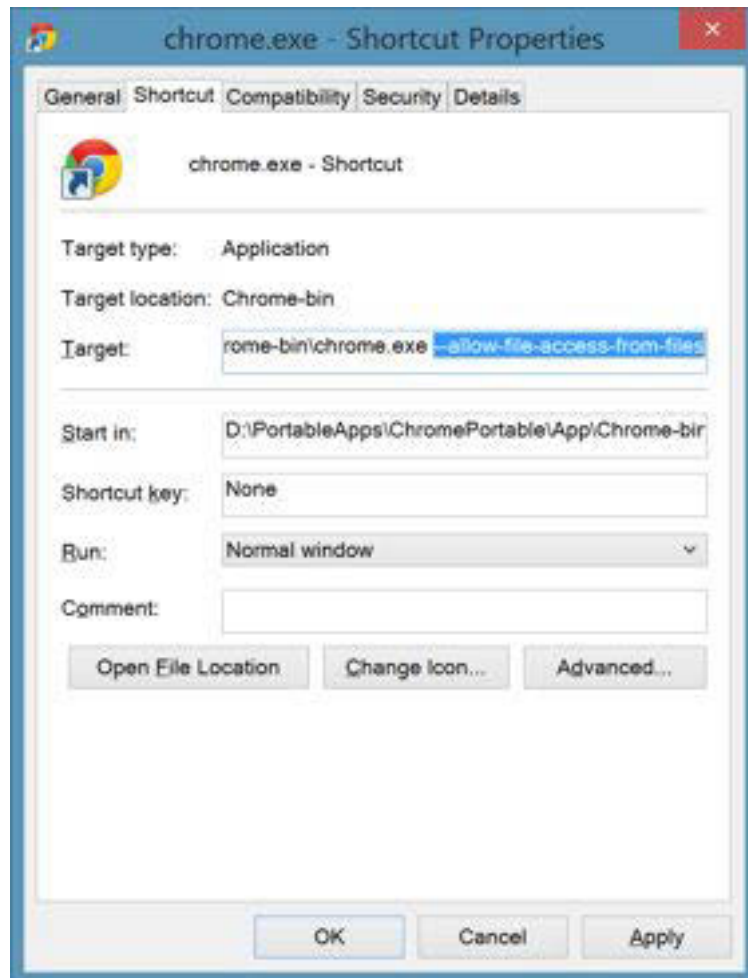 chrome.exe - Shortcut Properties
General Shortcut Compatibility Security Details
chrome.exe - Shortcut
Target type: Application
Target location: Chrome-bin
Target: rome-bin\chrome.exe --allow-file-access-from-files
Start in: D:\PortableApps\ChromePortable\App\Chrome-bin
Shortcut key: None
Run: Normal window
Comment:
Open File Location Change Icon... Advanced...
OK Cancel Apply